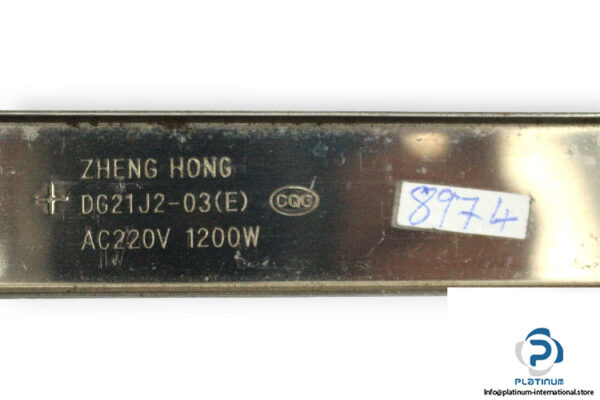 ZHENG HONG
DG21J2-03(E) CQC
AC220V 1200W
8974
PLATINUM
Info@platinum-international.store